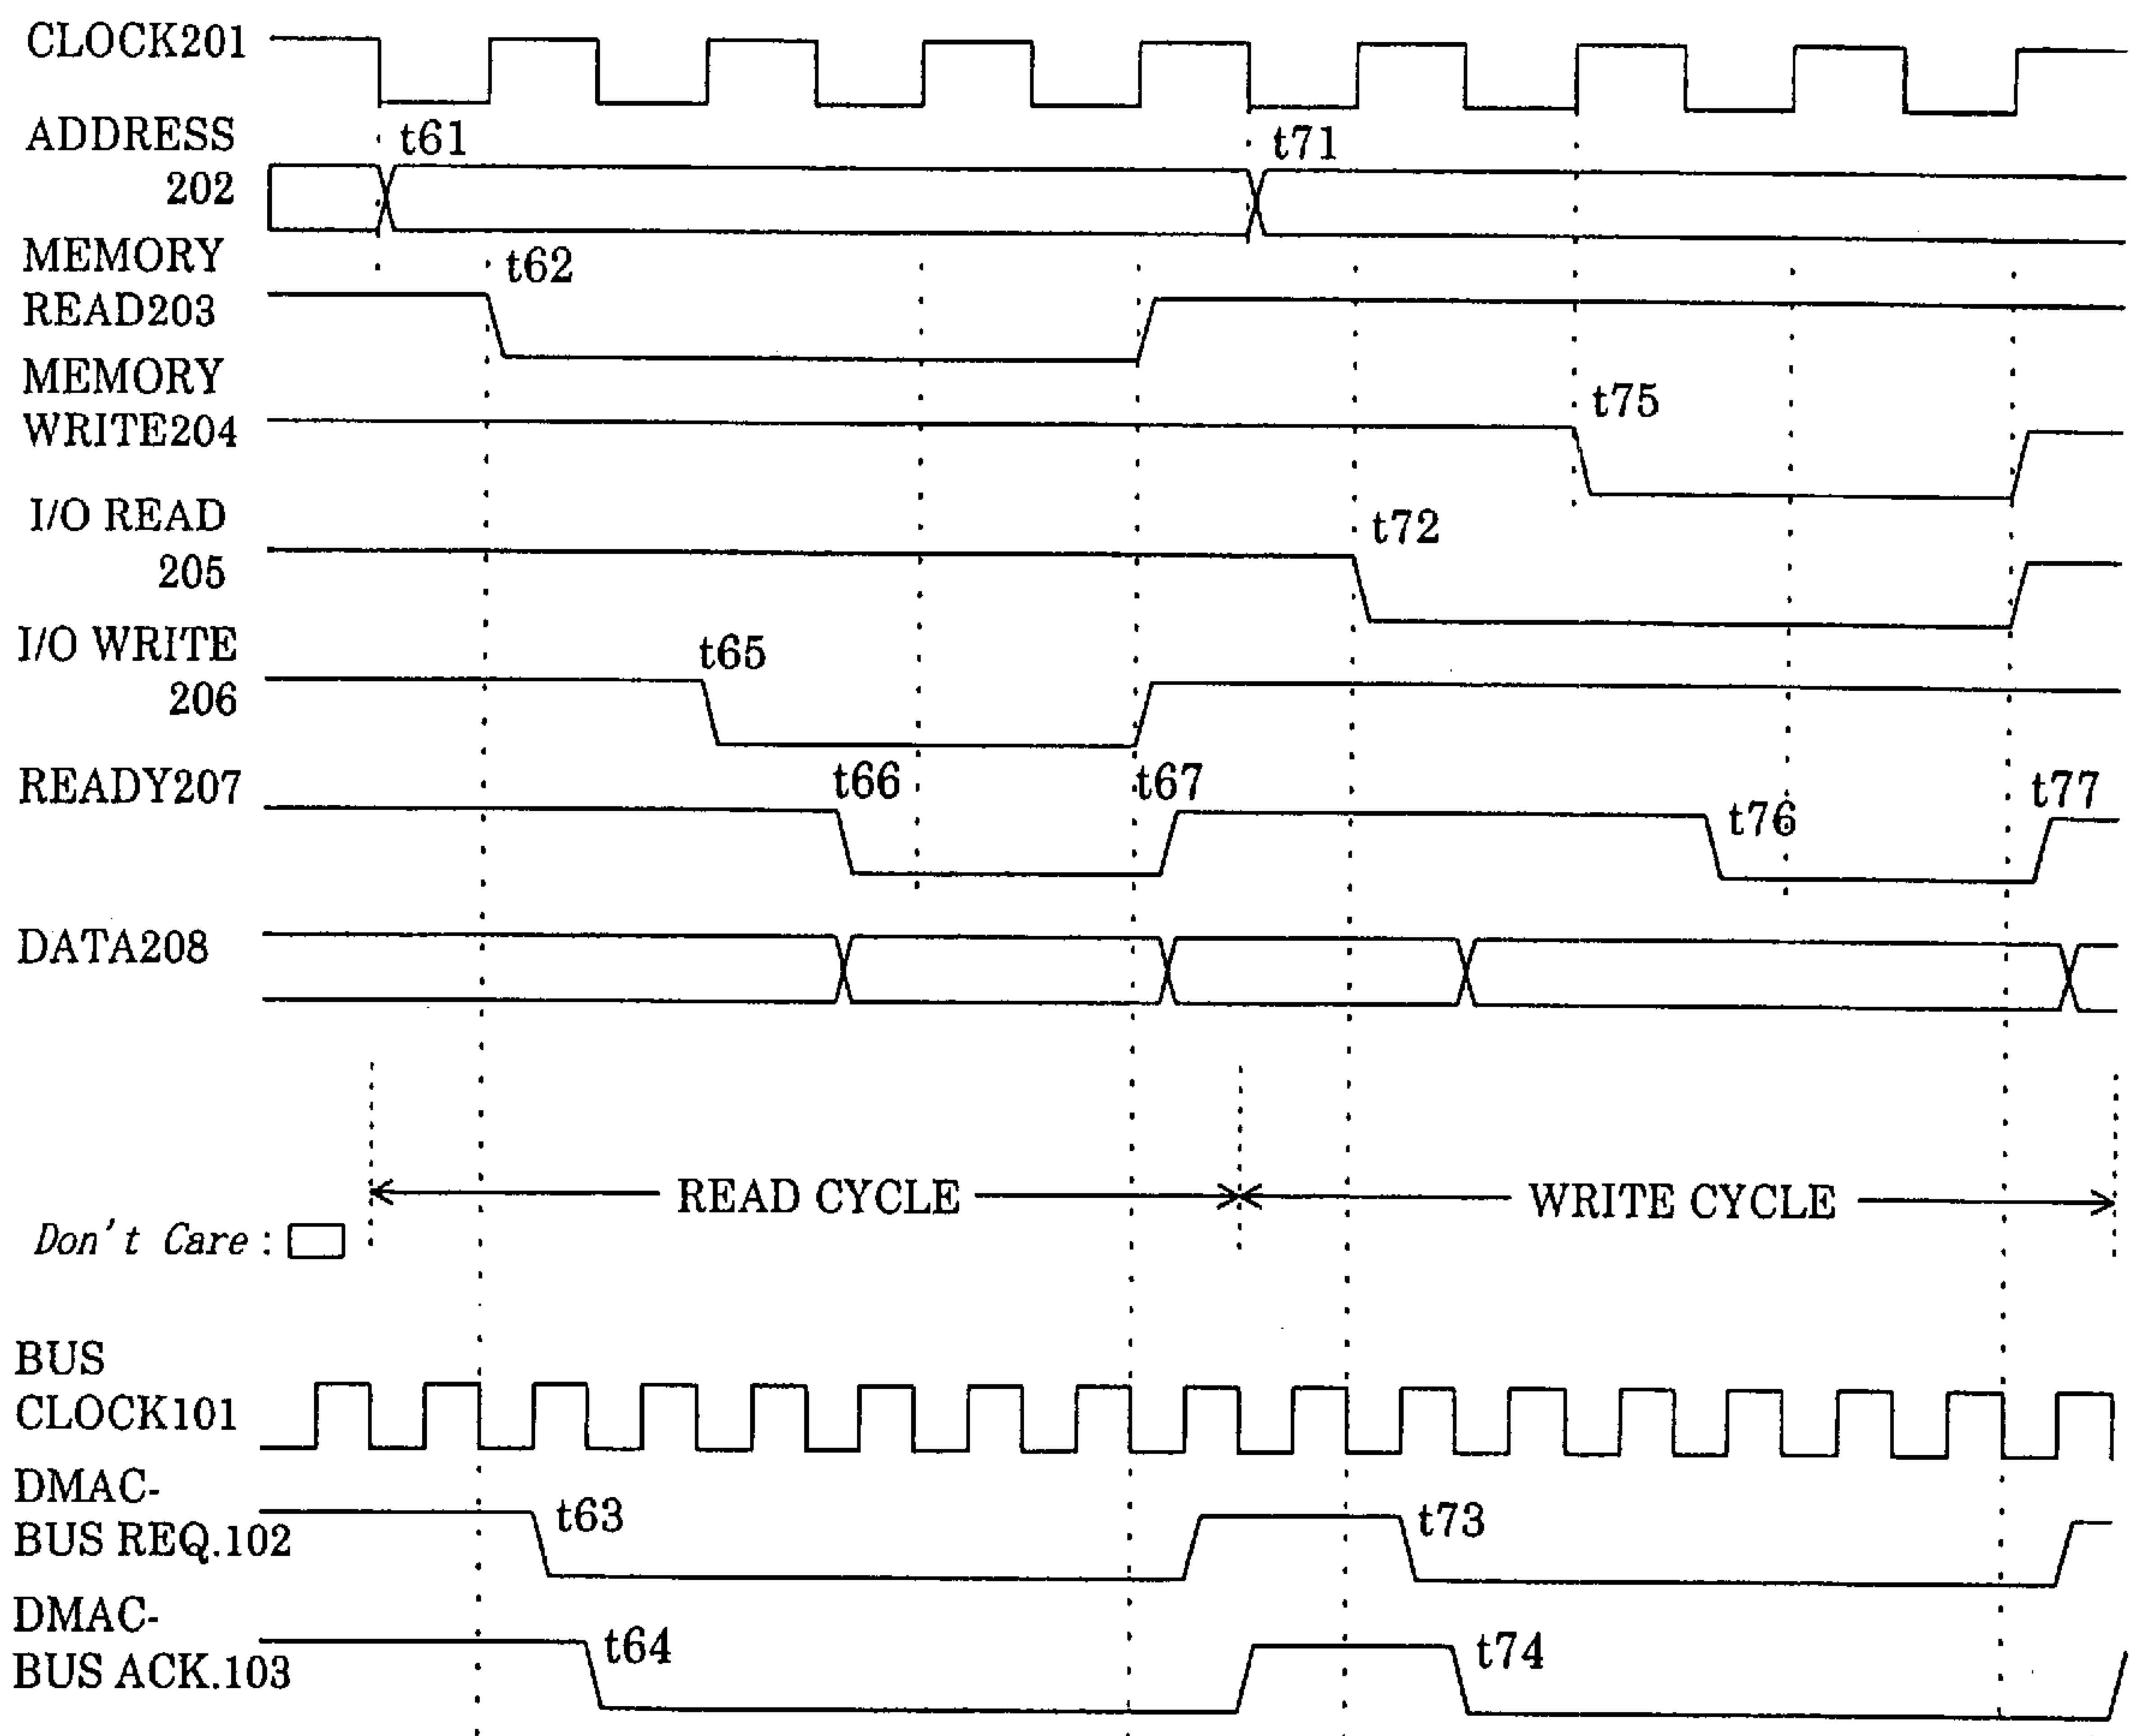 CLOCK201
ADDRESS
202
t61
t71
MEMORY
READ203
t62
MEMORY
WRITE204
t75
I/O READ
205
t72
I/O WRITE
206
t65
READY207
t66
t67
t76
t77
DATA208
READ CYCLE
WRITE CYCLE
Don't Care :
BUS
CLOCK101
DMAC-
BUS REQ.102
t63
t73
DMAC-
BUS ACK.103
t64
t74